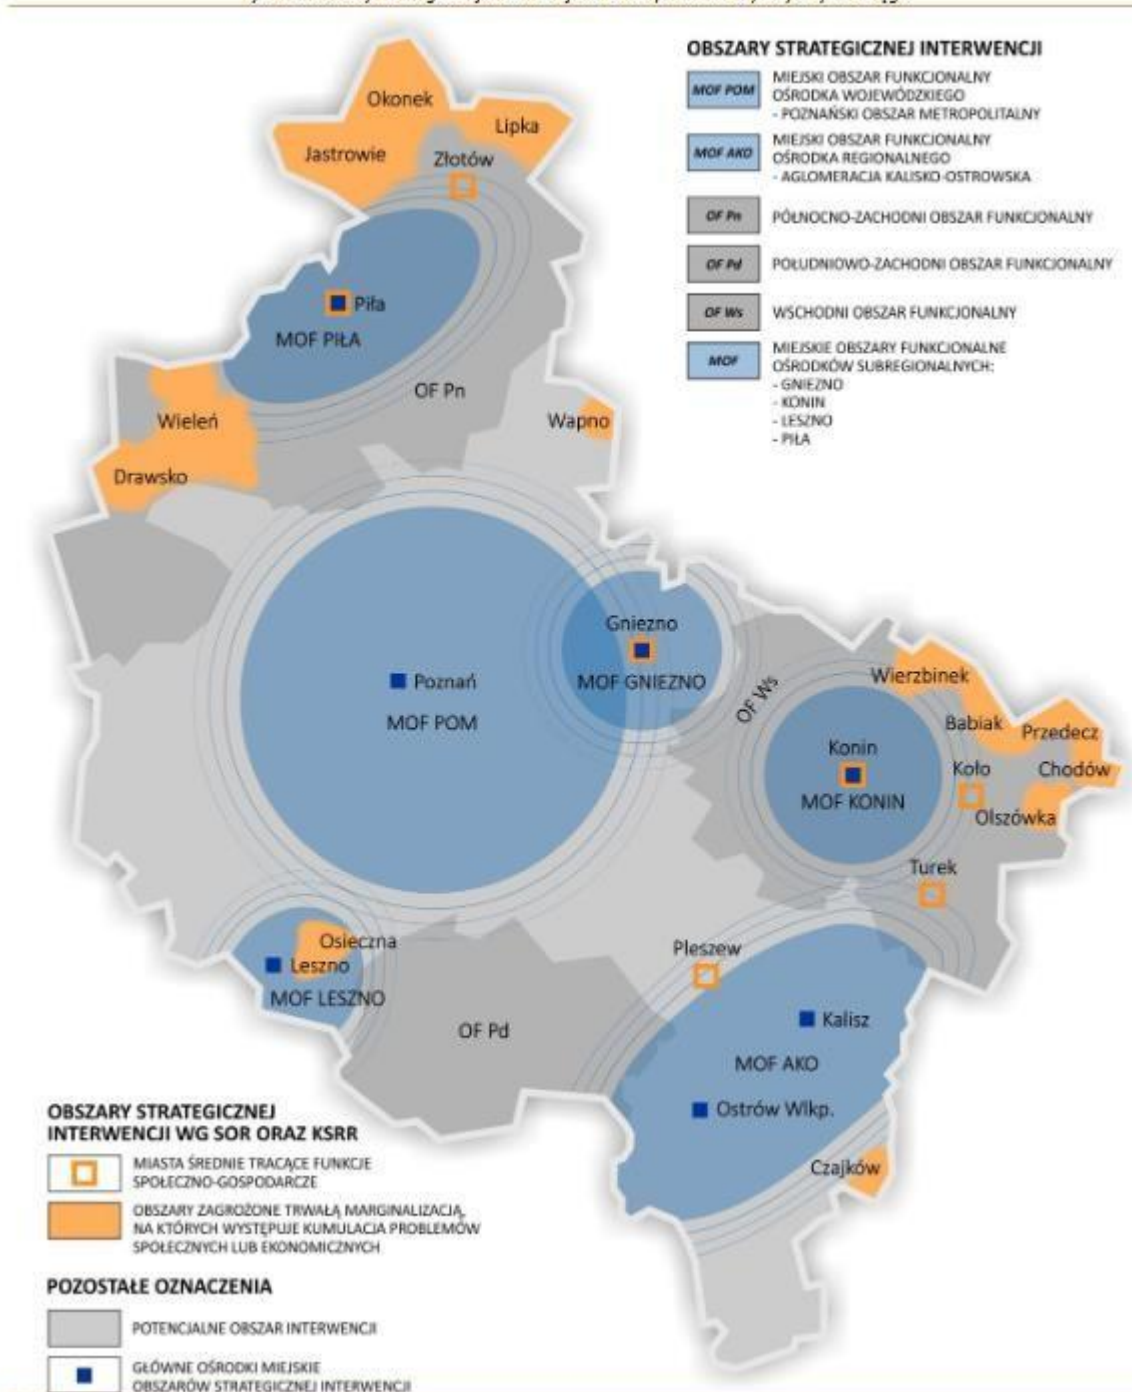 OBSZARY STRATEGICZNEJ INTERWENCJI
MOF POM
MIEJSKI OBSZAR FUNKCJONALNY
OŚRODKA WOJEWÓDZKIEGO
- POZNAŃSKI OBSZAR METROPOLITALNY
MOF AKO
MIEJSKI OBSZAR FUNKCJONALNY
OŚRODKA REGIONALNEGO
- AGLOMERACJA KALISKO-OSTROWSKA
OF Pn
PÓŁNOCNO-ZACHODNI OBSZAR FUNKCJONALNY
OF Pd
POŁUDNIOWO-ZACHODNI OBSZAR FUNKCJONALNY
OF Ws
WSCHODNI OBSZAR FUNKCJONALNY
MOF
MIEJSKIE OBSZARY FUNKCJONALNE
OŚRODKÓW SUBREGIONALNYCH:
- GNIEZNO
- KONIN
- LESZNO
- PIŁA
Okonek
Lipka
Jastrowie
Złotów
Piła
MOF PIŁA
OF Pn
Wieleń
Wapno
Drawsko
Gniezno
MOF GNIEZNO
Poznań
MOF POM
OF Ws
Wierzbinek
Babiak
Przedecz
Konin
MOF KONIN
Koło
Chodów
Olszówka
Turek
Osieczna
Leszno
MOF LESZNO
Pleszew
OF Pd
Kalisz
MOF AKO
Ostrów Wlkp.
Czajków
OBSZARY STRATEGICZNEJ
INTERWENCJI WG SOR ORAZ KSRR
MIASTA ŚREDNIE TRACĄCE FUNKCJE
SPOŁECZNO-GOSPODARCZE
OBSZARY ZAGROŻONE TRWAŁĄ MARGINALIZACJĄ,
NA KTÓRYCH WYSTĘPUJE KUMULACJA PROBLEMÓW
SPOŁECZNYCH LUB EKONOMICZNYCH
POZOSTAŁE OZNACZENIA
POTENCJALNE OBSZAR INTERWENCJI
GŁÓWNE OŚRODKI MIEJSKIE
OBSZARÓW STRATEGICZNEJ INTERWENCJI